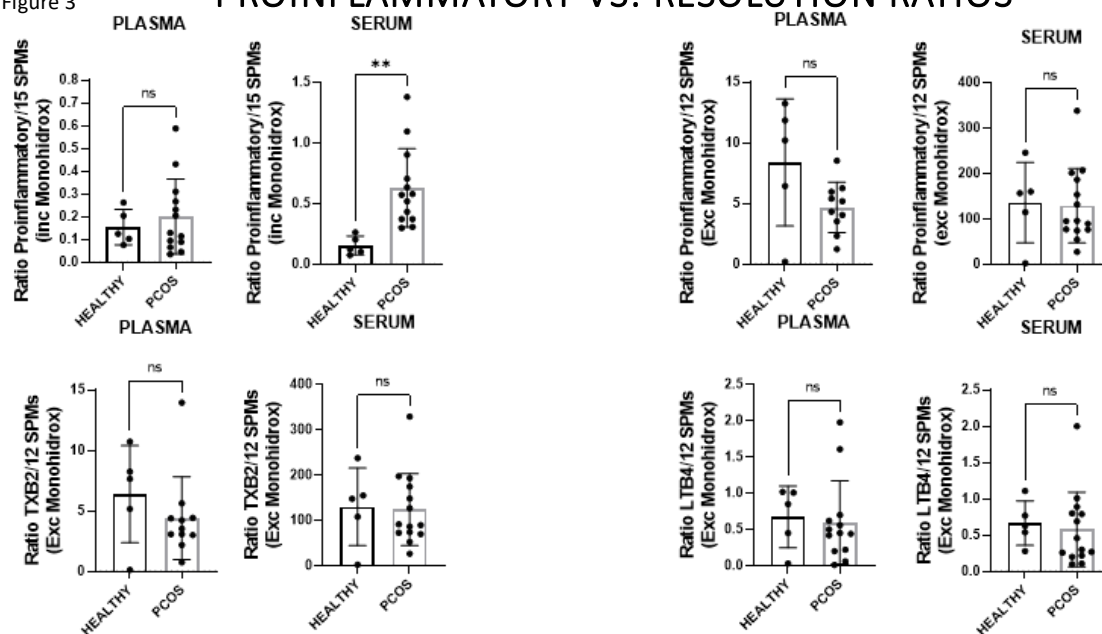 Figure 3
PROINFLAMMATORY VS. RESOLUTION RATIOS
PLASMA
Ratio Proinflammatory/15 SPMs
(inc Monohidrox)
0.8
0.7
0.6
0.5
0.4
0.3
0.2
0.1
0.0
ns
HEALTHY
PCOS
SERUM
Ratio Proinflammatory/15 SPMs
(inc Monohidrox)
1.5
1.0
0.5
0.0
**
HEALTHY
PCOS
PLASMA
Ratio Proinflammatory/12 SPMs
(Exc Monohidrox)
15
10
5
0
ns
HEALTHY
PCOS
SERUM
Ratio Proinflammatory/12 SPMs
(exc Monohidrox)
400
300
200
100
0
ns
HEALTHY
PCOS
PLASMA
Ratio TXB2/12 SPMs
(Exc Monohidrox)
15
10
5
0
ns
HEALTHY
PCOS
SERUM
Ratio TXB2/12 SPMs
(Exc Monohidrox)
400
300
200
100
0
ns
HEALTHY
PCOS
PLASMA
Ratio LTB4/12 SPMs
(Exc Monohidrox)
2.5
2.0
1.5
1.0
0.5
0.0
ns
HEALTHY
PCOS
SERUM
Ratio LTB4/12 SPMs
(Exc Monohidrox)
2.5
2.0
1.5
1.0
0.5
0.0
ns
HEALTHY
PCOS